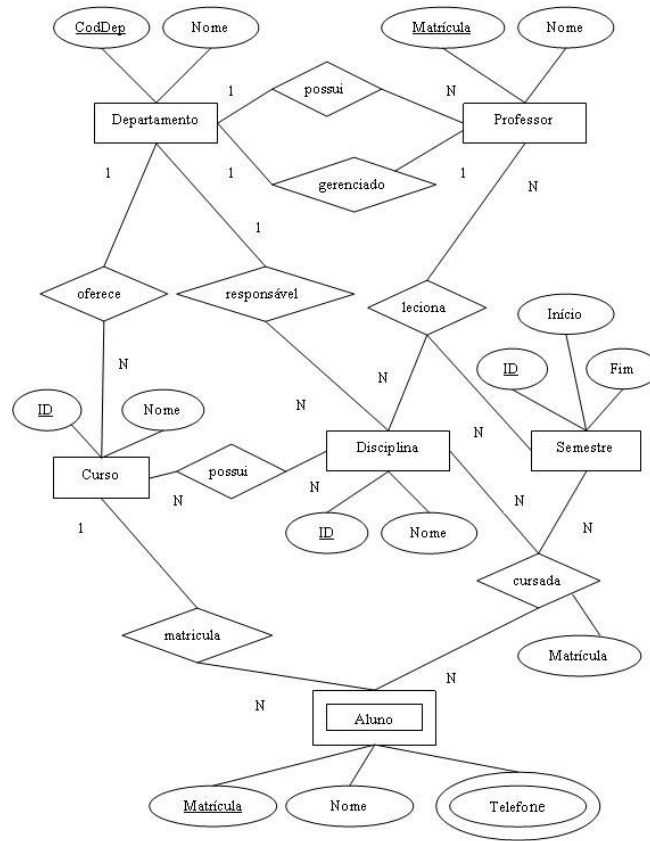 CodDep
Nome
Matrícula
Nome
1
possui
N
Departamento
Professor
1
1
gerenciado
1
N
1
oferece
responsável
leciona
Início
N
N
N
ID
Fim
ID
Nome
N
Disciplina
Semestre
Curso
possui
N
N
N
N
1
ID
Nome
cursada
matricula
Matrícula
N
N
Aluno
Matrícula
Nome
Telefone